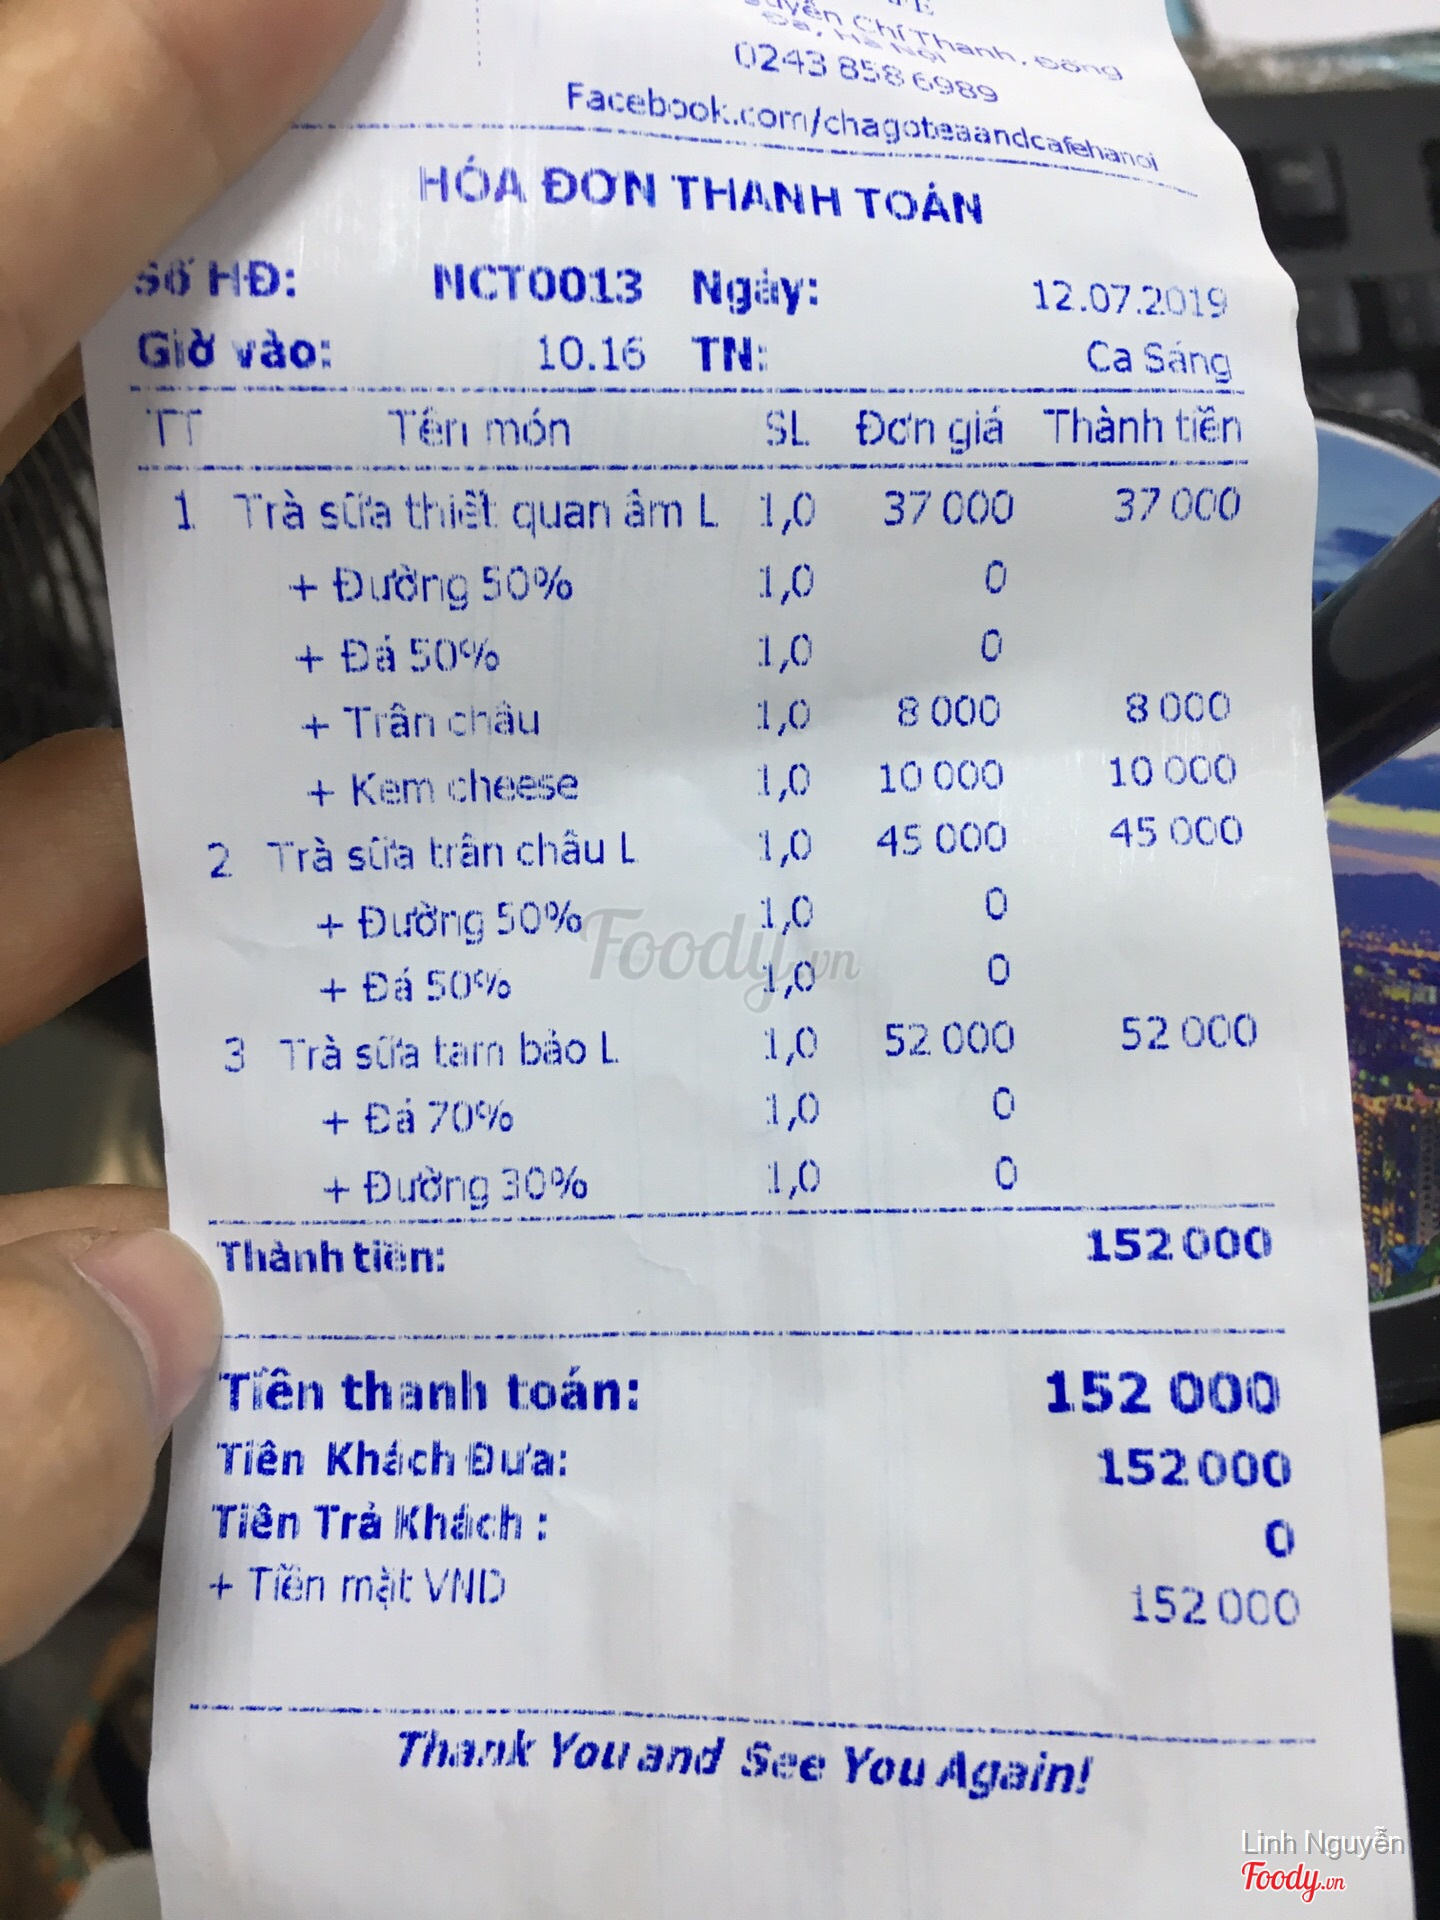 Chí Thanh, Đống
Đa, Hà Nội
0243 858 6989
Facebook.com/chagoteaandcafehanoi
HÓA ĐƠN THANH TOÁN
Số HĐ: NCT0013 Ngày: 12.07.2019
Giờ vào: 10.16 TN: Ca Sáng
TT Tên món SL Đơn giá Thành tiền
1 Trà sữa thiết quan âm L 1,0 37 000 37 000
+ Đường 50% 1,0 0
+ Đá 50% 1,0 0
+ Trân châu 1,0 8 000 8 000
+ Kem cheese 1,0 10 000 10 000
2 Trà sữa trân châu L 1,0 45 000 45 000
+ Đường 50% 1,0 0
+ Đá 50% 1,0 0
3 Trà sữa tam bảo L 1,0 52 000 52 000
+ Đá 70% 1,0 0
+ Đường 30% 1,0 0
Thành tiền: 152 000
Tiền thanh toán: 152 000
Tiền Khách Đưa: 152 000
Tiền Trả Khách : 0
+ Tiền mặt VND 152 000
Thank You and See You Again!
Foody.vn
Linh Nguyễn
Foody.vn